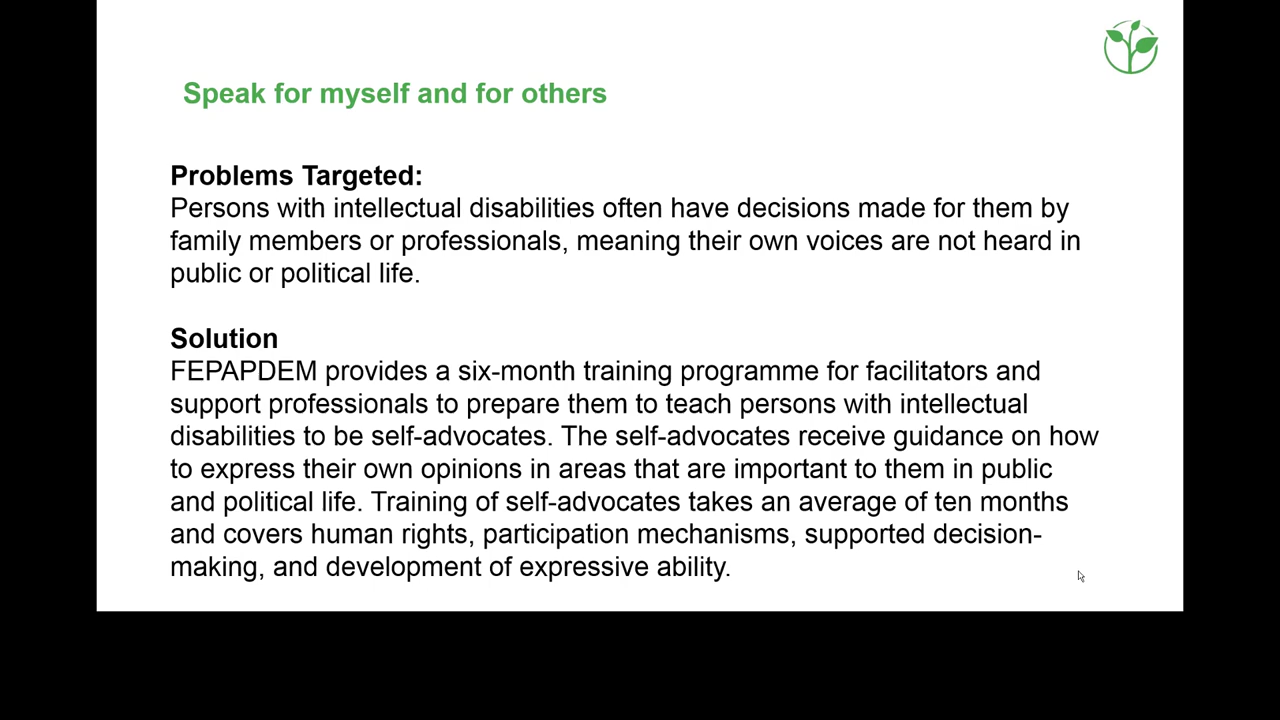 Speak for myself and for others
Problems Targeted:
Persons with intellectual disabilities often have decisions made for them by
family members or professionals, meaning their own voices are not heard in
public or political life.
Solution
FEPAPDEM provides a six-month training programme for facilitators and
support professionals to prepare them to teach persons with intellectual
disabilities to be self-advocates. The self-advocates receive guidance on how
to express their own opinions in areas that are important to them in public
and political life. Training of self-advocates takes an average of ten months
and covers human rights, participation mechanisms, supported decision-
making, and development of expressive ability.